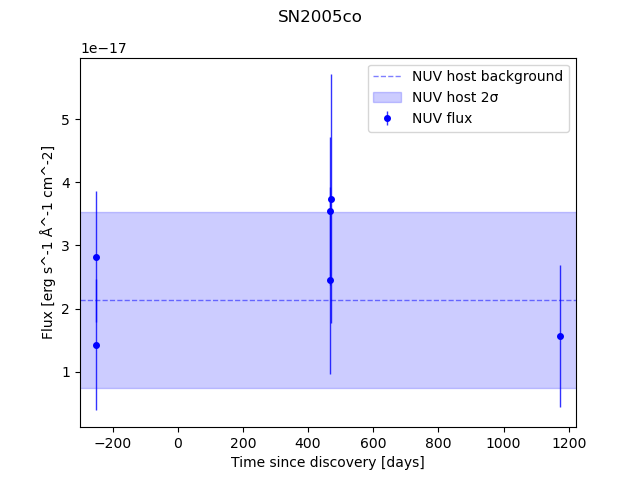 SN2005co
1e−17
NUV host background
NUV host 2σ
NUV flux
5
4
3
2
1
Flux [erg s^-1 Å^-1 cm^-2]
−200 0 200 400 600 800 1000 1200
Time since discovery [days]